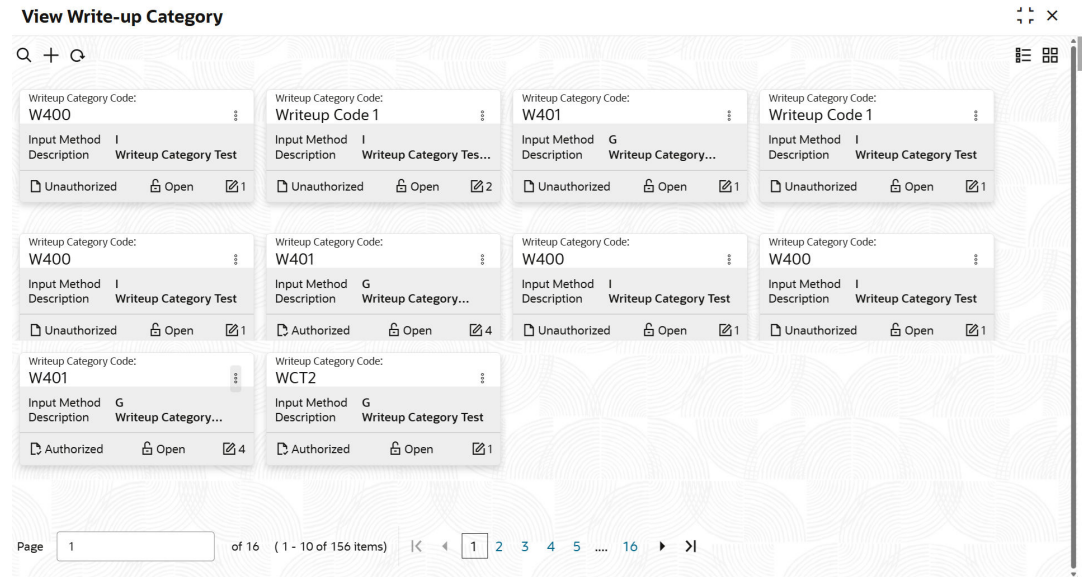 View Write-up Category
Writeup Category Code: Writeup Category Code: Writeup Category Code: Writeup Category Code:
W400 Writeup Code 1 W401 Writeup Code 1
Input Method I Input Method I Input Method G Input Method I
Description Writeup Category Test Description Writeup Category Tes... Description Writeup Category... Description Writeup Category Test
Unauthorized Open 1 Unauthorized Open 2 Unauthorized Open 1 Unauthorized Open 1
Writeup Category Code: Writeup Category Code: Writeup Category Code: Writeup Category Code:
W400 W401 W400 W400
Input Method I Input Method G Input Method I Input Method I
Description Writeup Category Test Description Writeup Category... Description Writeup Category Test Description Writeup Category Test
Unauthorized Open 1 Authorized Open 4 Unauthorized Open 1 Unauthorized Open 1
Writeup Category Code: Writeup Category Code:
W401 WCT2
Input Method G Input Method G
Description Writeup Category... Description Writeup Category Test
Authorized Open 4 Authorized Open 1
Page 1 of 16 ( 1 - 10 of 156 items) 1 2 3 4 5 .... 16